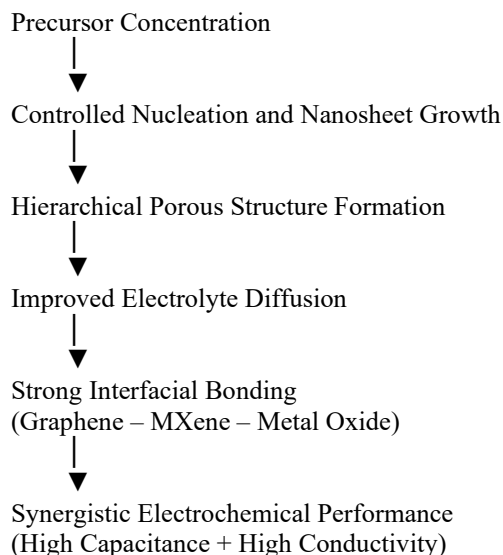 Precursor Concentration
Controlled Nucleation and Nanosheet Growth
Hierarchical Porous Structure Formation
Improved Electrolyte Diffusion
Strong Interfacial Bonding
(Graphene – MXene – Metal Oxide)
Synergistic Electrochemical Performance
(High Capacitance + High Conductivity)